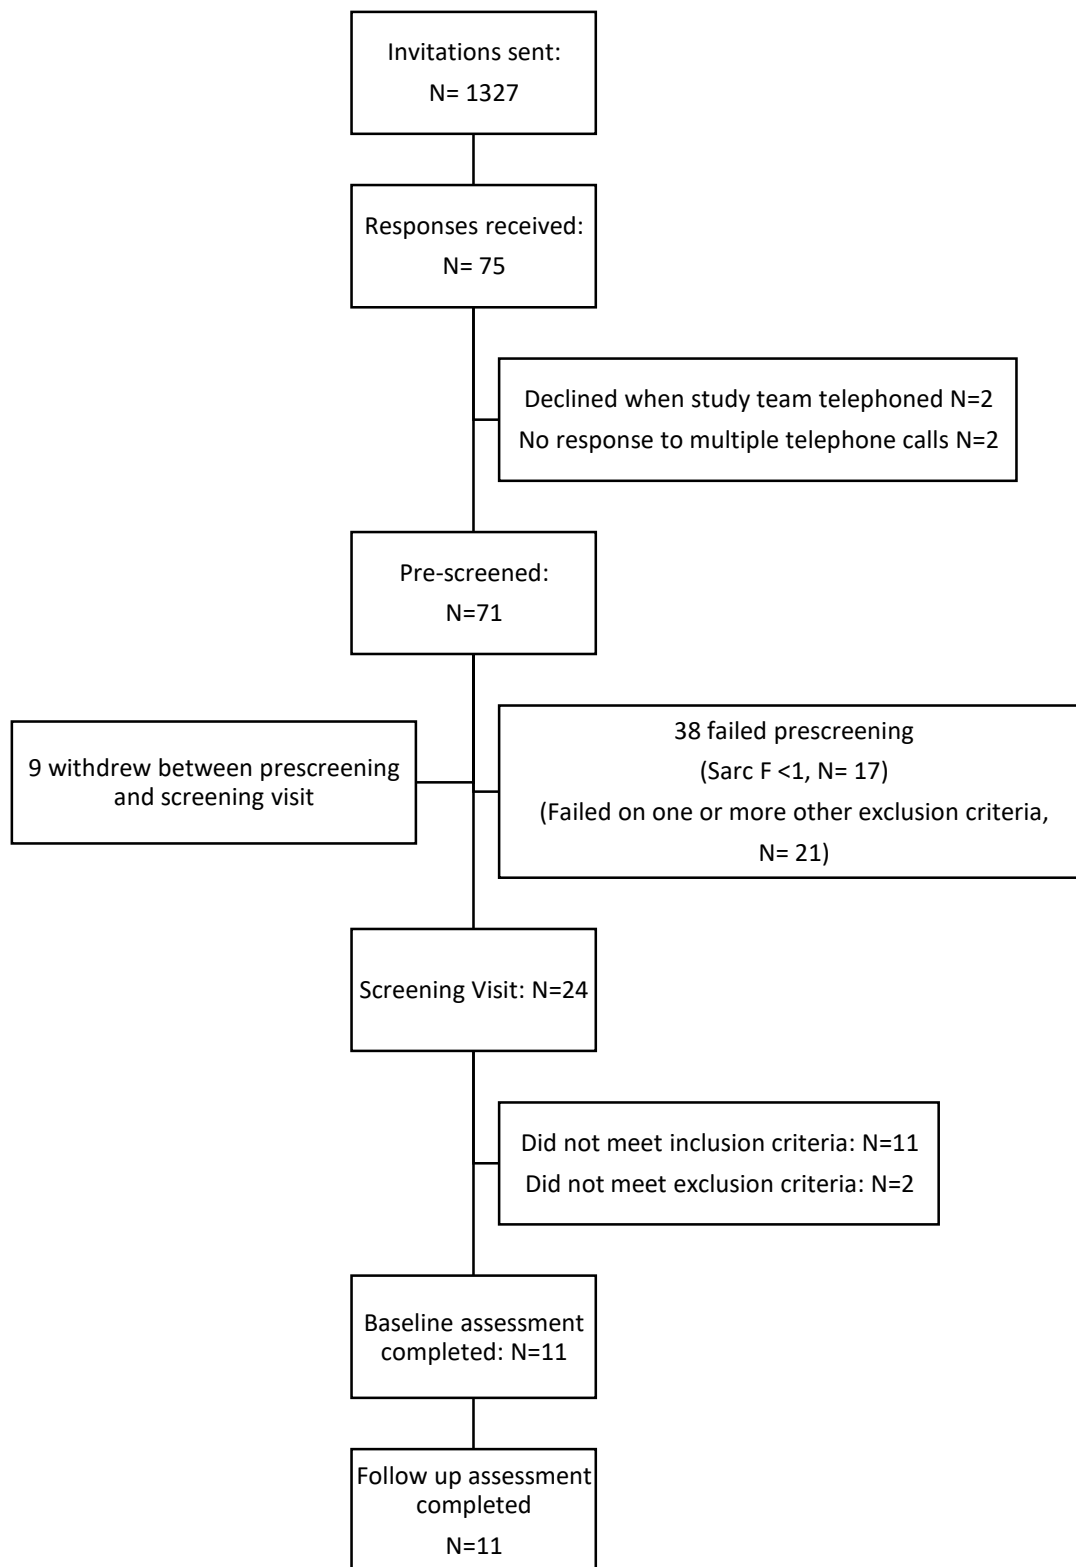 Invitations sent:
N= 1327
Responses received:
N= 75
Declined when study team telephoned N=2
No response to multiple telephone calls N=2
Pre-screened:
N=71
9 withdrew between prescreening
and screening visit
38 failed prescreening
(Sarc F <1, N= 17)
(Failed on one or more other exclusion criteria,
N= 21)
Screening Visit: N=24
Did not meet inclusion criteria: N=11
Did not meet exclusion criteria: N=2
Baseline assessment
completed: N=11
Follow up assessment
completed
N=11